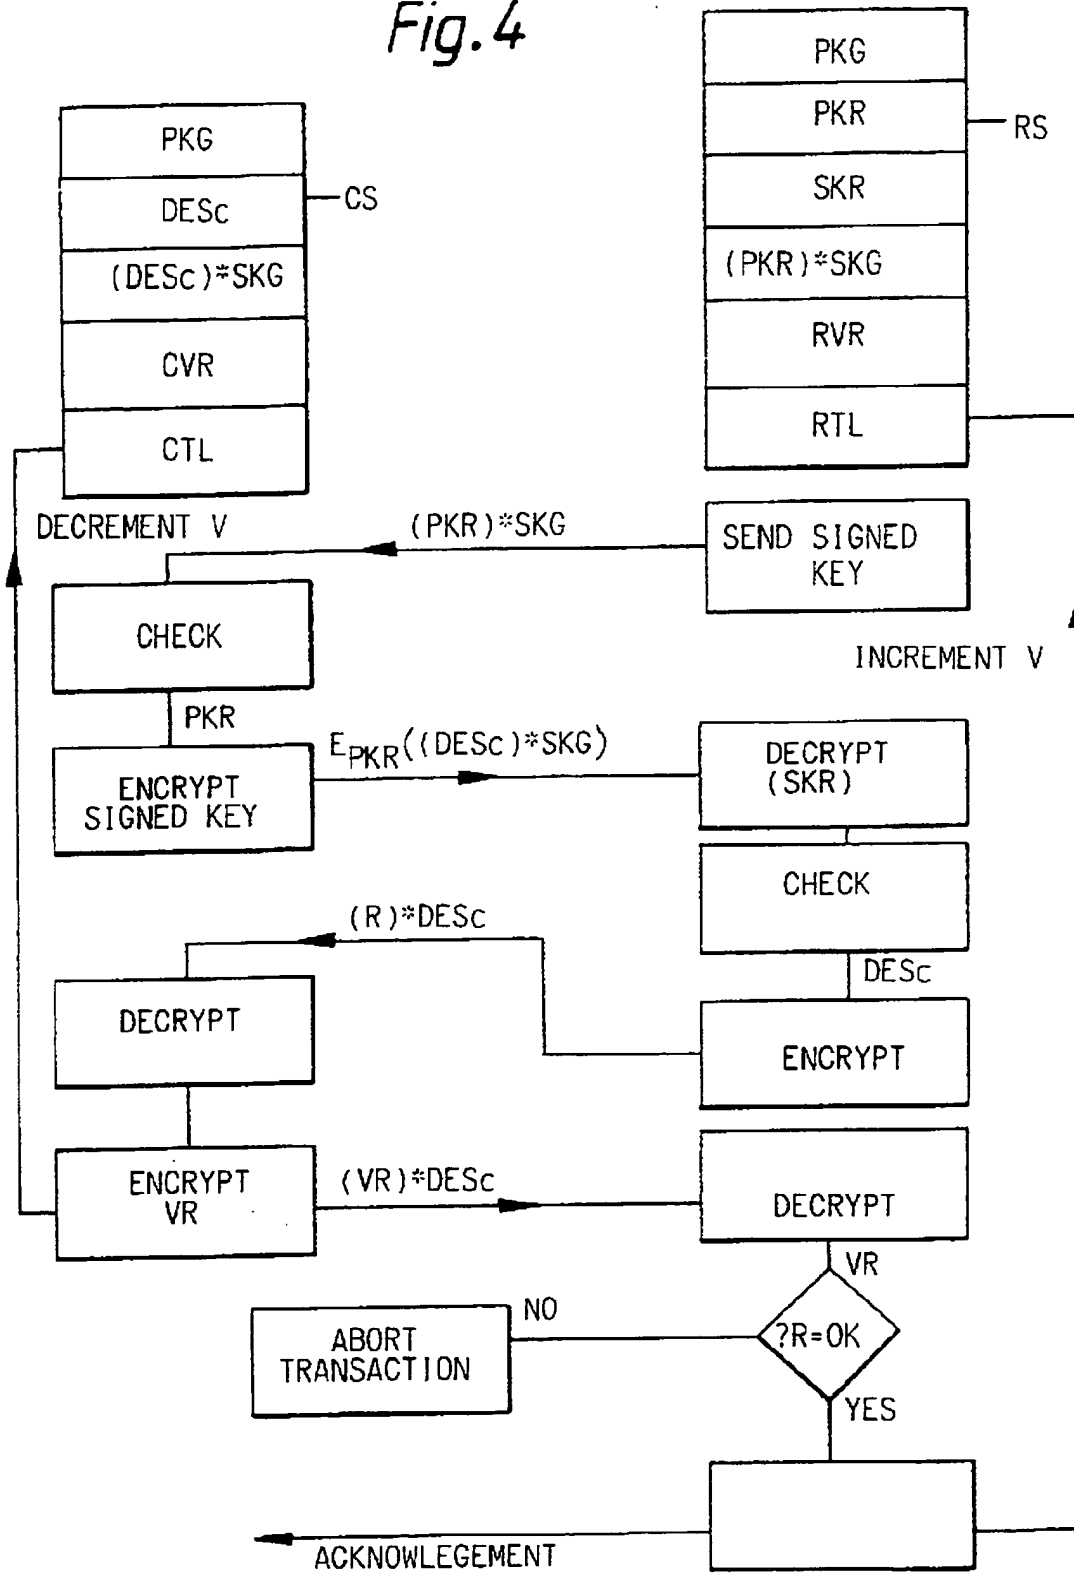 Fig.4
PKG
PKR
RS
SKR
(PKR)*SKG
RVR
RTL
PKG
DESc
CS
(DESc)*SKG
CVR
CTL
DECREMENT V
(PKR)*SKG
SEND SIGNED
KEY
CHECK
INCREMENT V
PKR
EPKR((DESc)*SKG)
ENCRYPT
SIGNED KEY
DECRYPT
(SKR)
CHECK
(R)*DESc
DESc
DECRYPT
ENCRYPT
ENCRYPT
VR
(VR)*DESc
DECRYPT
VR
?R=OK
NO
ABORT
TRANSACTION
YES
ACKNOWLEGEMENT